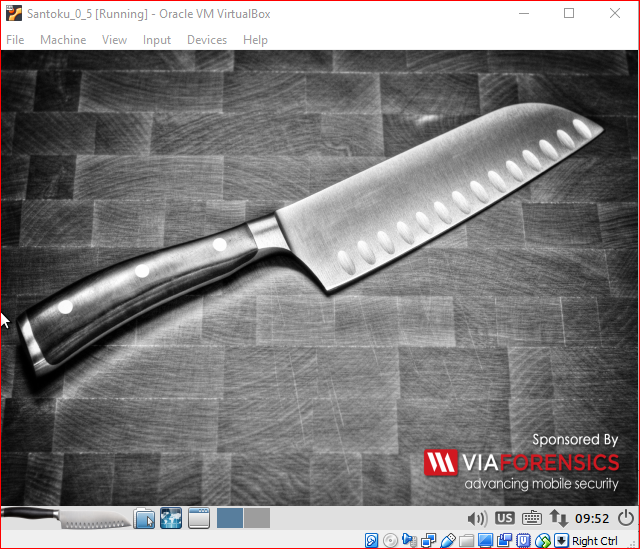 Santoku_0_5 [Running] - Oracle VM VirtualBox
File Machine View Input Devices Help
Sponsored By
VIAFORENSICS
advancing mobile security
US 09:52
Right Ctrl